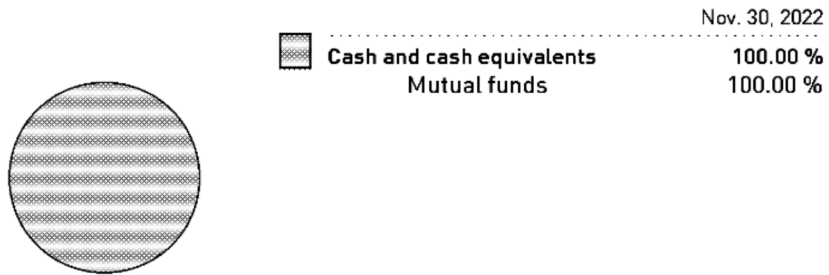 Nov. 30, 2022
Cash and cash equivalents 100.00 %
Mutual funds 100.00 %